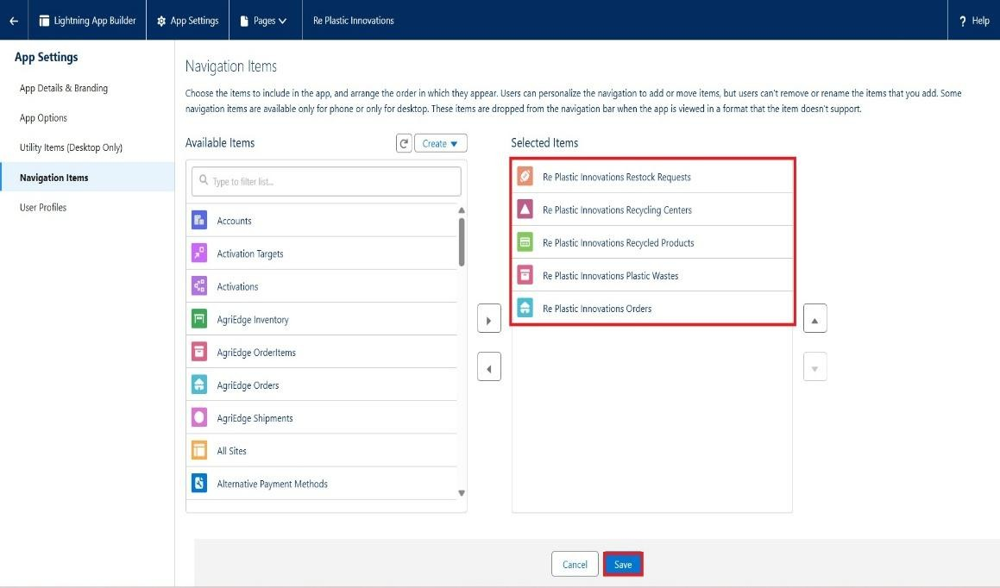 Lightning App Builder
App Settings
Pages
Re Plastic Innovations
? Help
App Settings
App Details & Branding
App Options
Utility Items (Desktop Only)
Navigation Items
User Profiles
Navigation Items
Choose the items to include in the app, and arrange the order in which they appear. Users can personalize the navigation to add or move items, but users can't remove or rename the items that you add. Some
navigation items are available only for phone or only for desktop. These items are dropped from the navigation bar when the app is viewed in a format that the item doesn't support.
Available Items
Create
Type to filter list...
Accounts
Activation Targets
Activations
AgriEdge Inventory
AgriEdge OrderItems
AgriEdge Orders
AgriEdge Shipments
All Sites
Alternative Payment Methods
Selected Items
Re Plastic Innovations Restock Requests
Re Plastic Innovations Recycling Centers
Re Plastic Innovations Recycled Products
Re Plastic Innovations Plastic Wastes
Re Plastic Innovations Orders
Cancel
Save